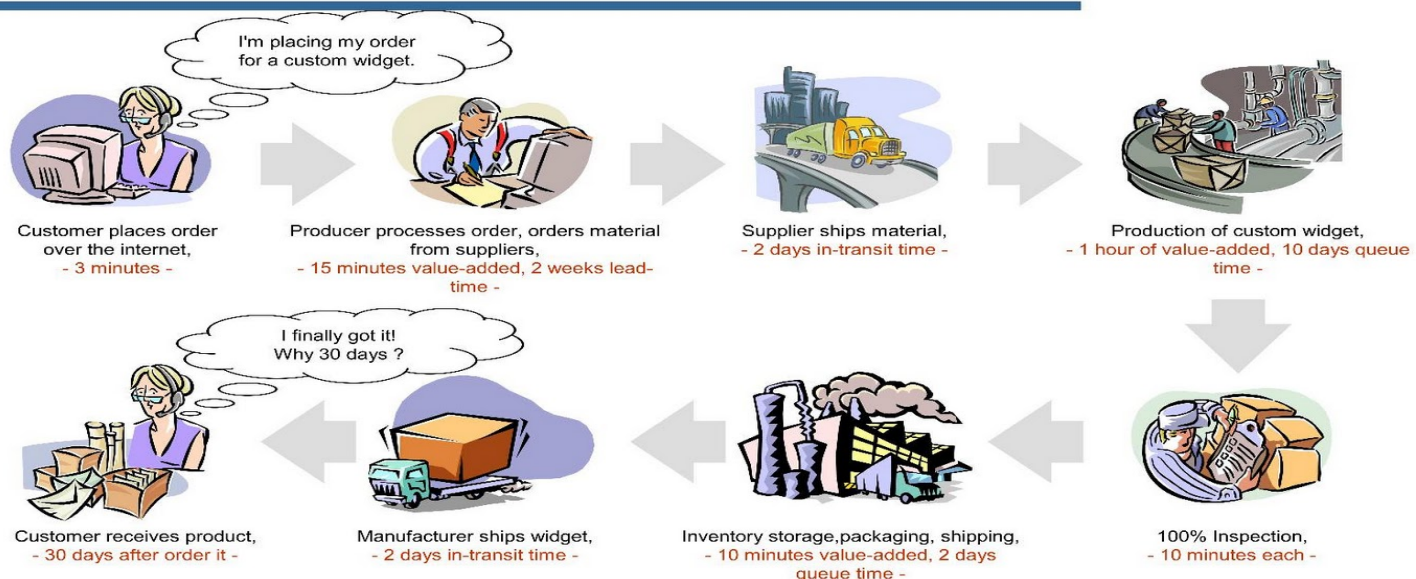 I'm placing my order
for a custom widget.
Customer places order
over the internet,
- 3 minutes -
Producer processes order, orders material
from suppliers,
- 15 minutes value-added, 2 weeks lead-
time -
Supplier ships material,
- 2 days in-transit time -
Production of custom widget,
- 1 hour of value-added, 10 days queue
time -
I finally got it!
Why 30 days ?
Customer receives product,
- 30 days after order it -
Manufacturer ships widget,
- 2 days in-transit time -
Inventory storage,packaging, shipping,
- 10 minutes value-added, 2 days
queue time -
100% Inspection,
- 10 minutes each -